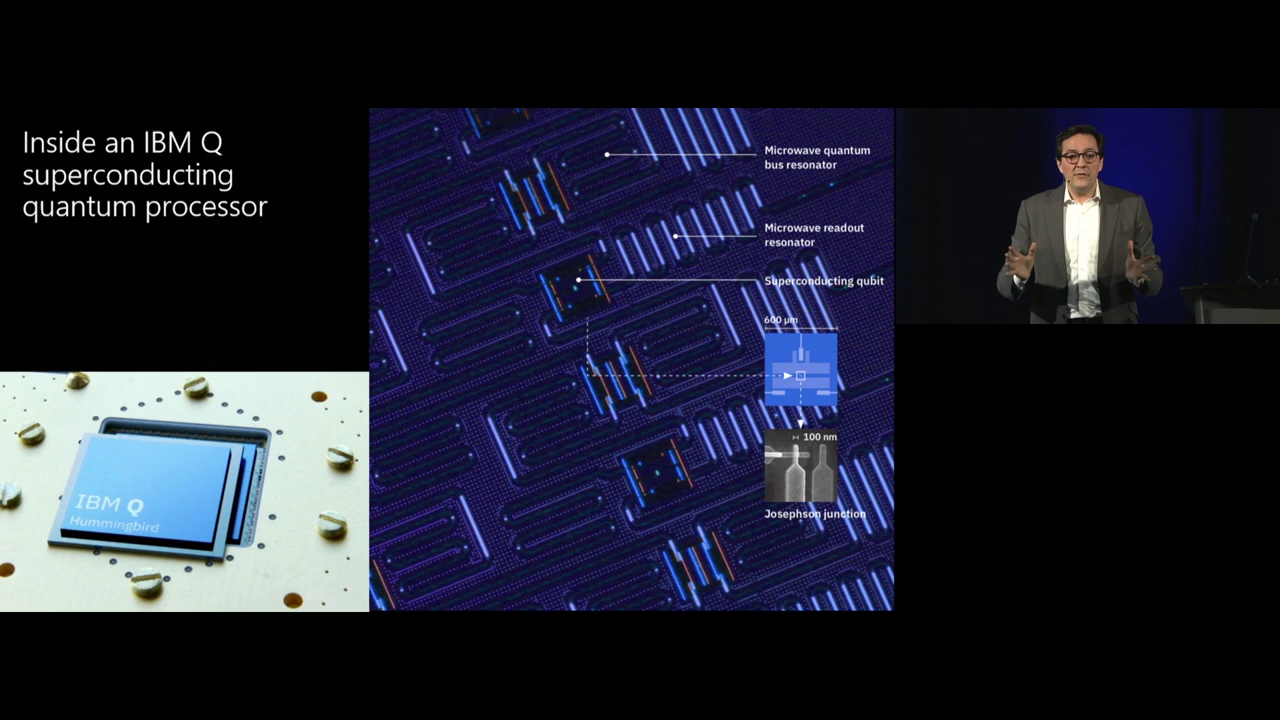 Inside an IBM Q
superconducting
quantum processor
IBM Q
Hummingbird
Microwave quantum
bus resonator
Microwave readout
resonator
Superconducting qubit
600 μm
100 nm
Josephson junction